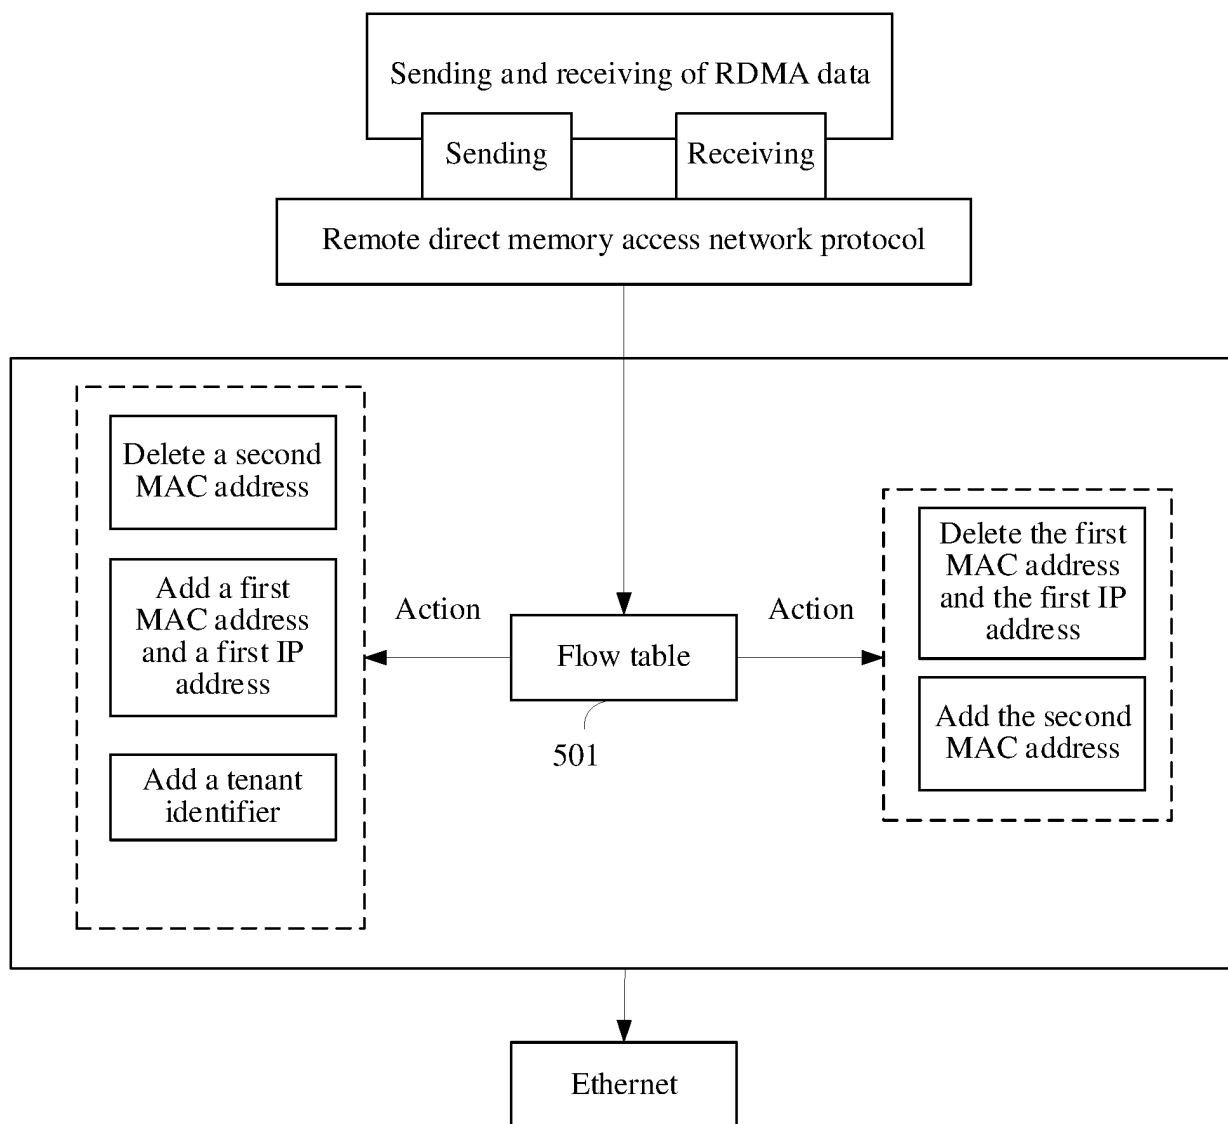 Sending and receiving of RDMA data
Sending
Receiving
Remote direct memory access network protocol
Delete a second
MAC address
Add a first
MAC address
and a first IP
address
Add a tenant
identifier
Action
Flow table
501
Action
Delete the first
MAC address
and the first IP
address
Add the second
MAC address
Ethernet